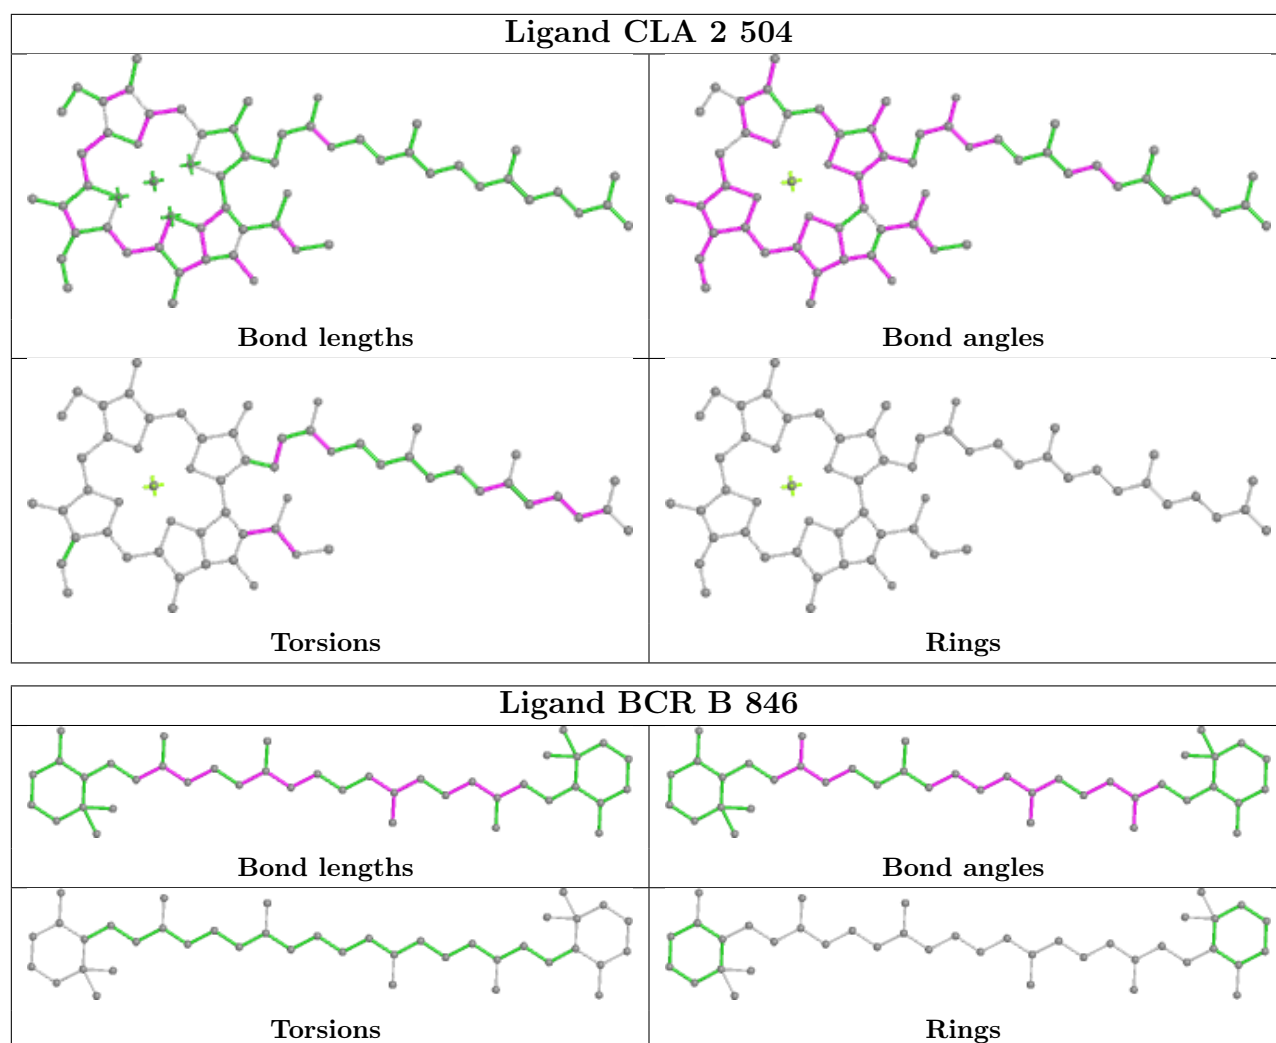 Ligand CLA 2 504
Bond lengths
Bond angles
Torsions
Rings
Ligand BCR B 846
Bond lengths
Bond angles
Torsions
Rings